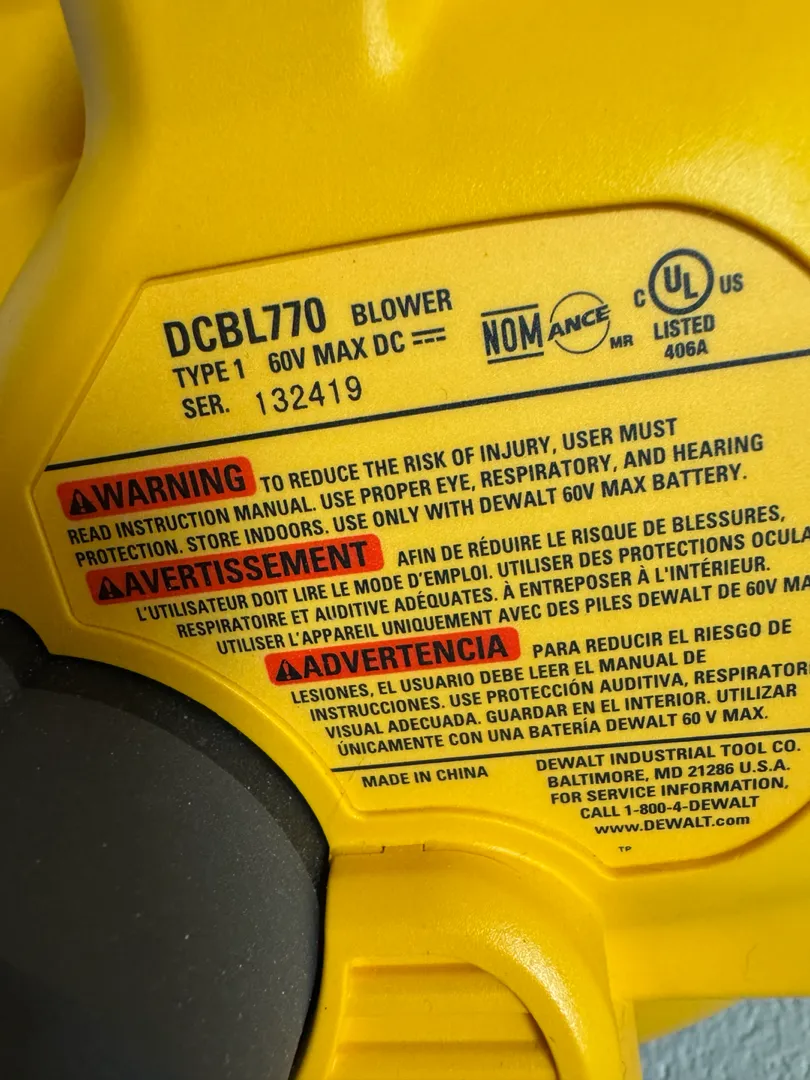 DCBL770 BLOWER
TYPE 1 60V MAX DC
SER. 132419
NOM ANCE MR
C UL US
LISTED
406A
WARNING TO REDUCE THE RISK OF INJURY, USER MUST
READ INSTRUCTION MANUAL. USE PROPER EYE, RESPIRATORY, AND HEARING
PROTECTION. STORE INDOORS. USE ONLY WITH DEWALT 60V MAX BATTERY.
AVERTISSEMENT AFIN DE RÉDUIRE LE RISQUE DE BLESSURES,
L'UTILISATEUR DOIT LIRE LE MODE D'EMPLOI. UTILISER DES PROTECTIONS OCULA
RESPIRATOIRE ET AUDITIVE ADÉQUATES. À ENTREPOSER À L'INTÉRIEUR.
UTILISER L'APPAREIL UNIQUEMENT AVEC DES PILES DEWALT DE 60V MA
ADVERTENCIA PARA REDUCIR EL RIESGO DE
LESIONES, EL USUARIO DEBE LEER EL MANUAL DE
INSTRUCCIONES. USE PROTECCIÓN AUDITIVA, RESPIRATORI
VISUAL ADECUADA. GUARDAR EN EL INTERIOR. UTILIZAR
ÚNICAMENTE CON UNA BATERÍA DEWALT 60 V MAX.
MADE IN CHINA
DEWALT INDUSTRIAL TOOL CO.
BALTIMORE, MD 21286 U.S.A.
FOR SERVICE INFORMATION,
CALL 1-800-4-DEWALT
www.DEWALT.com
TP